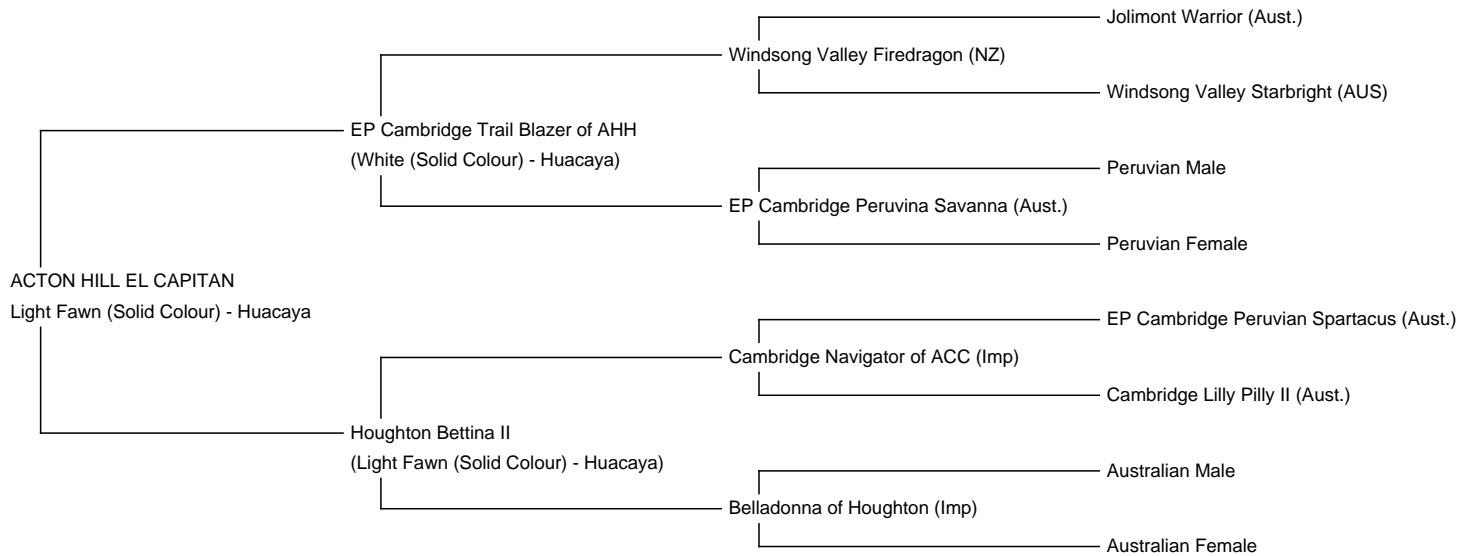 Jolimont Warrior (Aust.)
Windsong Valley Firedragon (NZ)
Windsong Valley Starbright (AUS)
EP Cambridge Trail Blazer of AHH
(White (Solid Colour) - Huacaya)
Peruvian Male
EP Cambridge Peruvina Savanna (Aust.)
Peruvian Female
ACTON HILL EL CAPITAN
Light Fawn (Solid Colour) - Huacaya
EP Cambridge Peruvian Spartacus (Aust.)
Cambridge Navigator of ACC (Imp)
Cambridge Lilly Pilly II (Aust.)
Houghton Bettina II
(Light Fawn (Solid Colour) - Huacaya)
Australian Male
Belladonna of Houghton (Imp)
Australian Female